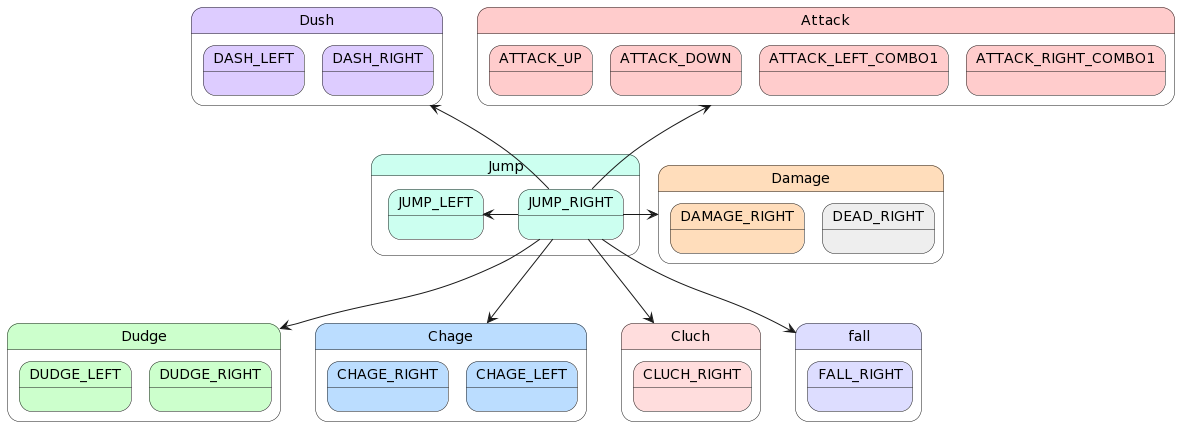 Dush
DASH_LEFT
DASH_RIGHT
Attack
ATTACK_UP
ATTACK_DOWN
ATTACK_LEFT_COMBO1
ATTACK_RIGHT_COMBO1
Jump
JUMP_LEFT
JUMP_RIGHT
Damage
DAMAGE_RIGHT
DEAD_RIGHT
Dudge
DUDGE_LEFT
DUDGE_RIGHT
Chage
CHAGE_RIGHT
CHAGE_LEFT
Cluch
CLUCH_RIGHT
fall
FALL_RIGHT